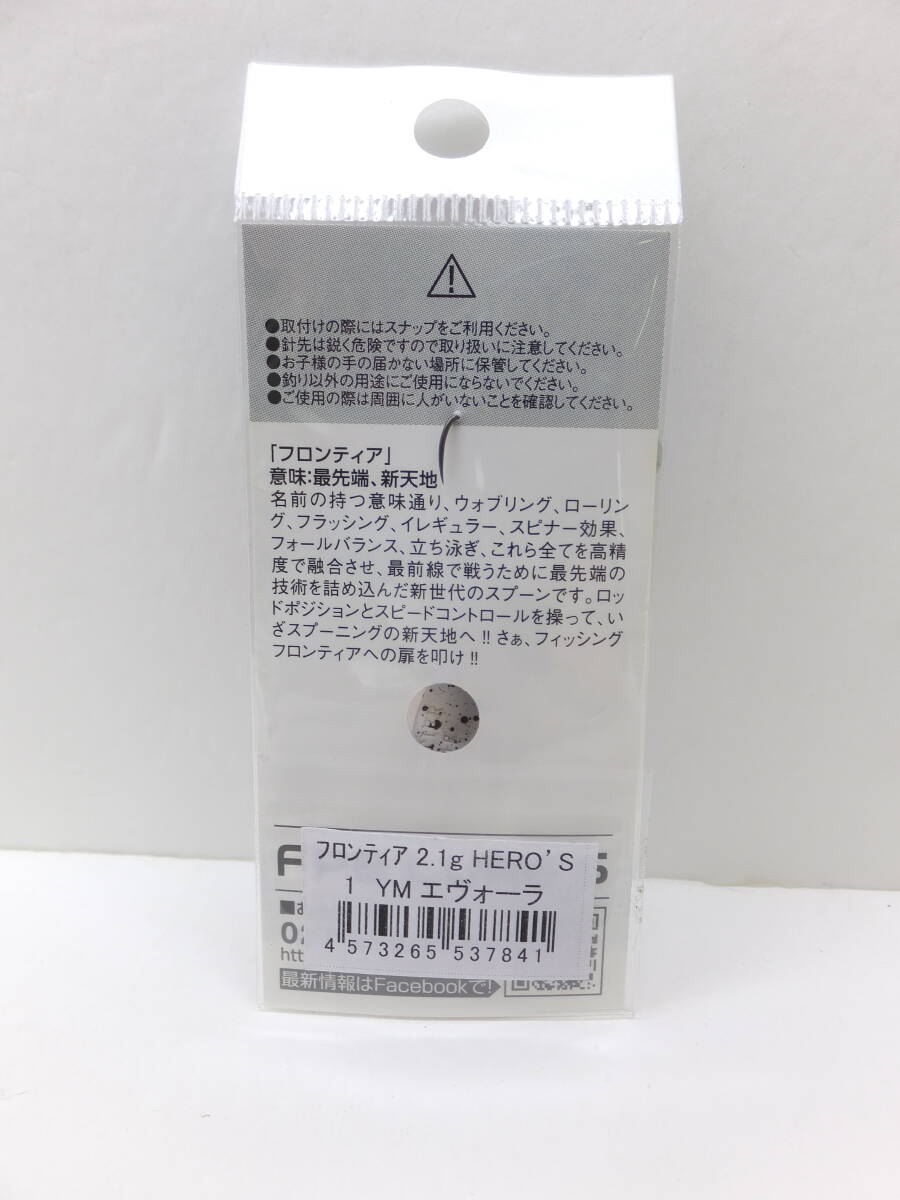 ●取付けの際にはスナップをご利用ください。
●針先は鋭く危険ですので取り扱いに注意してください。
●お子様の手の届かない場所に保管してください。
●釣り以外の用途にご使用にならないでください。
●ご使用の際は周囲に人がいないことを確認してください。
「フロンティア」
意味:最先端、新天地
名前の持つ意味通り、ウォブリング、ローリン
グ、フラッシング、イレギュラー、スピナー効果、
フォールバランス、立ち泳ぎ、これら全てを高精
度で融合させ、最前線で戦うために最先端の
技術を詰め込んだ新世代のスプーンです。ロッ
ドポジションとスピードコントロールを操って、い
ざスプーニングの新天地へ!!さぁ、フィッシング
フロンティアへの扉を叩け!!
フロンティア 2.1g HERO'S
1 YM エヴォーラ
4 573265 537841
htt
最新情報はFacebookで!